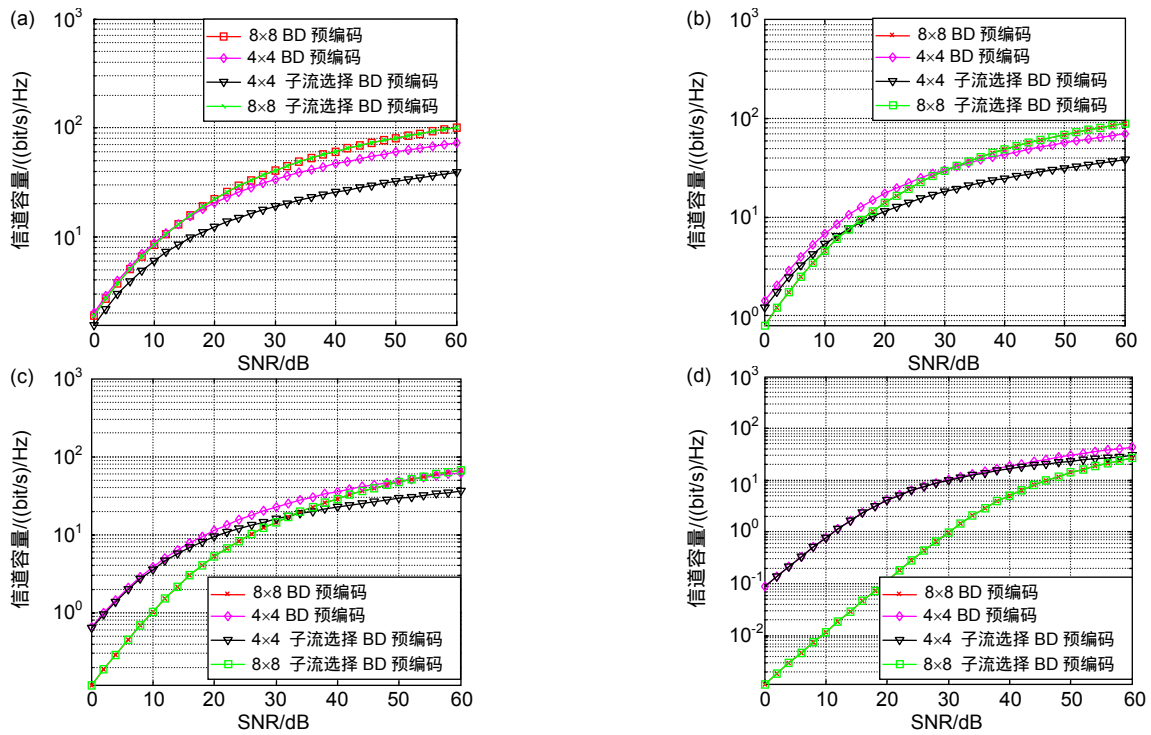 (a)
10³
10²
10¹
信道容量/((bit/s)/Hz)
8×8 BD 预编码
4×4 BD 预编码
4×4 子流选择 BD 预编码
8×8 子流选择 BD 预编码
0 10 20 30 40 50 60
SNR/dB
(b)
10³
10²
10¹
10⁰
信道容量/((bit/s)/Hz)
8×8 BD 预编码
4×4 BD 预编码
4×4 子流选择 BD 预编码
8×8 子流选择 BD 预编码
0 10 20 30 40 50 60
SNR/dB
(c)
10³
10²
10¹
10⁰
信道容量/((bit/s)/Hz)
8×8 BD 预编码
4×4 BD 预编码
4×4 子流选择 BD 预编码
8×8 子流选择 BD 预编码
0 10 20 30 40 50 60
SNR/dB
(d)
10³
10²
10¹
10⁰
10⁻¹
10⁻²
信道容量/((bit/s)/Hz)
8×8 BD 预编码
4×4 BD 预编码
4×4 子流选择 BD 预编码
8×8 子流选择 BD 预编码
0 10 20 30 40 50 60
SNR/dB